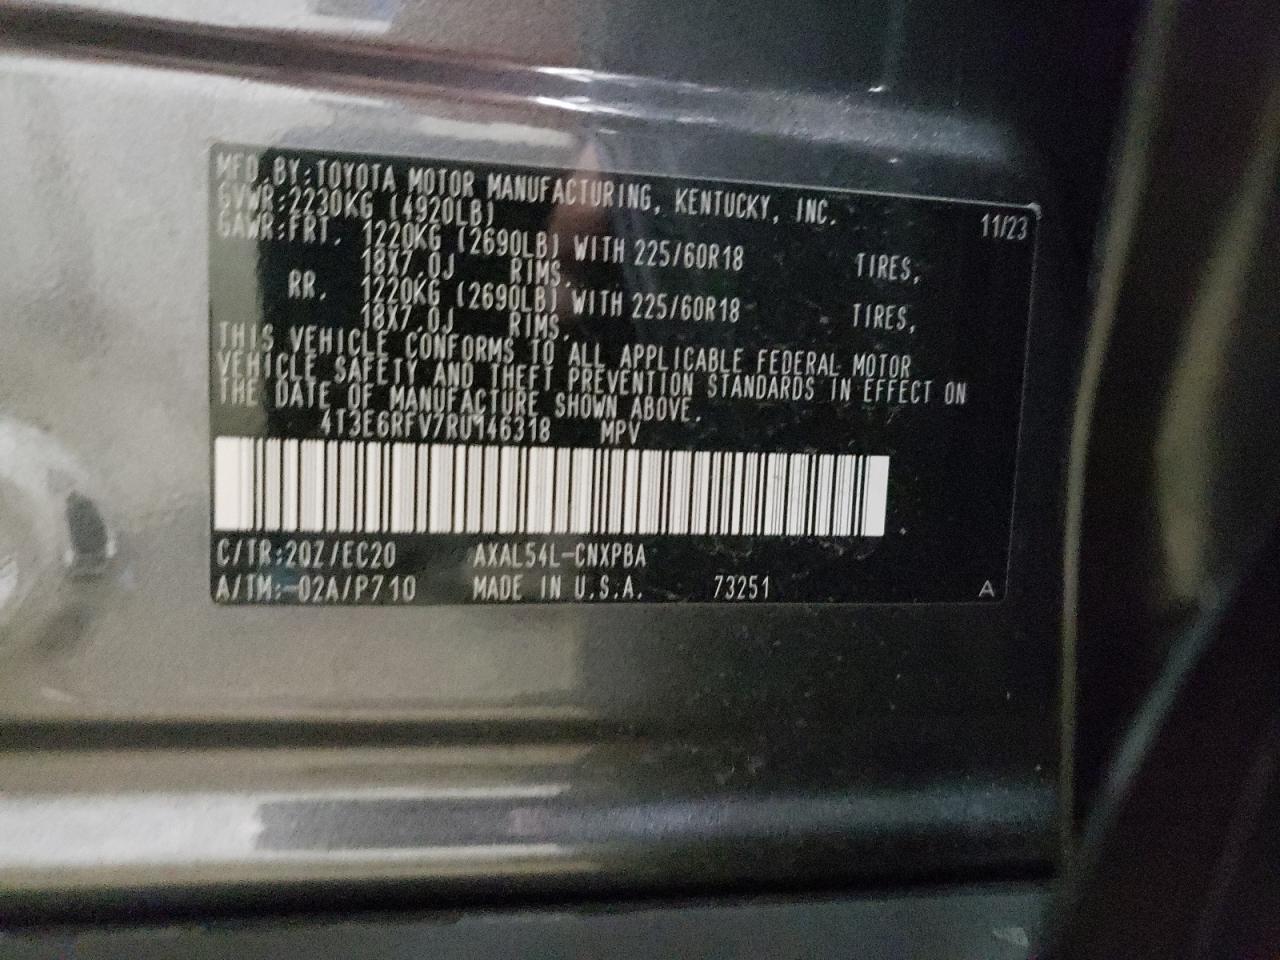 MFD. BY: TOYOTA MOTOR MANUFACTURING, KENTUCKY, INC.
GVWR:2230KG (4920LB) 11/23
GAWR:FRT. 1220KG (2690LB) WITH 225/60R18 TIRES,
18X7.0J RIMS.
RR. 1220KG (2690LB) WITH 225/60R18 TIRES,
18X7.0J RIMS.
THIS VEHICLE CONFORMS TO ALL APPLICABLE FEDERAL MOTOR
VEHICLE SAFETY AND THEFT PREVENTION STANDARDS IN EFFECT ON
THE DATE OF MANUFACTURE SHOWN ABOVE.
4T3E6RFV7RU146318 MPV
C/TR:2QZ/EC20 AXAL54L-CNXPBA
A/TM:-02A/P710 MADE IN U.S.A. 73251 A